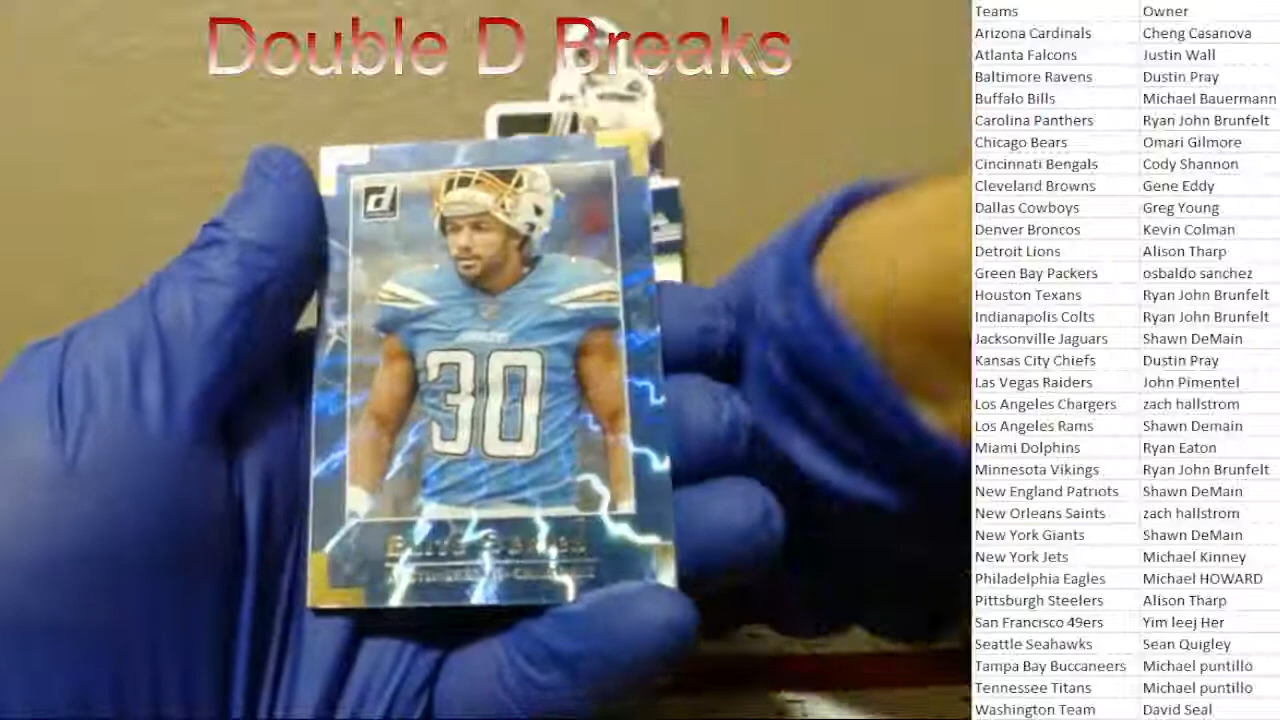 Double D Breaks
30
Teams Owner
Arizona Cardinals Cheng Casanova
Atlanta Falcons Justin Wall
Baltimore Ravens Dustin Pray
Buffalo Bills Michael Bauermann
Carolina Panthers Ryan John Brunfelt
Chicago Bears Omari Gilmore
Cincinnati Bengals Cody Shannon
Cleveland Browns Gene Eddy
Dallas Cowboys Greg Young
Denver Broncos Kevin Colman
Detroit Lions Alison Tharp
Green Bay Packers osbaldo sanchez
Houston Texans Ryan John Brunfelt
Indianapolis Colts Ryan John Brunfelt
Jacksonville Jaguars Shawn DeMain
Kansas City Chiefs Dustin Pray
Las Vegas Raiders John Pimentel
Los Angeles Chargers zach hallstrom
Los Angeles Rams Shawn Demain
Miami Dolphins Ryan Eaton
Minnesota Vikings Ryan John Brunfelt
New England Patriots Shawn DeMain
New Orleans Saints zach hallstrom
New York Giants Shawn DeMain
New York Jets Michael Kinney
Philadelphia Eagles Michael HOWARD
Pittsburgh Steelers Alison Tharp
San Francisco 49ers Yim leej Her
Seattle Seahawks Sean Quigley
Tampa Bay Buccaneers Michael puntillo
Tennessee Titans Michael puntillo
Washington Team David Seal